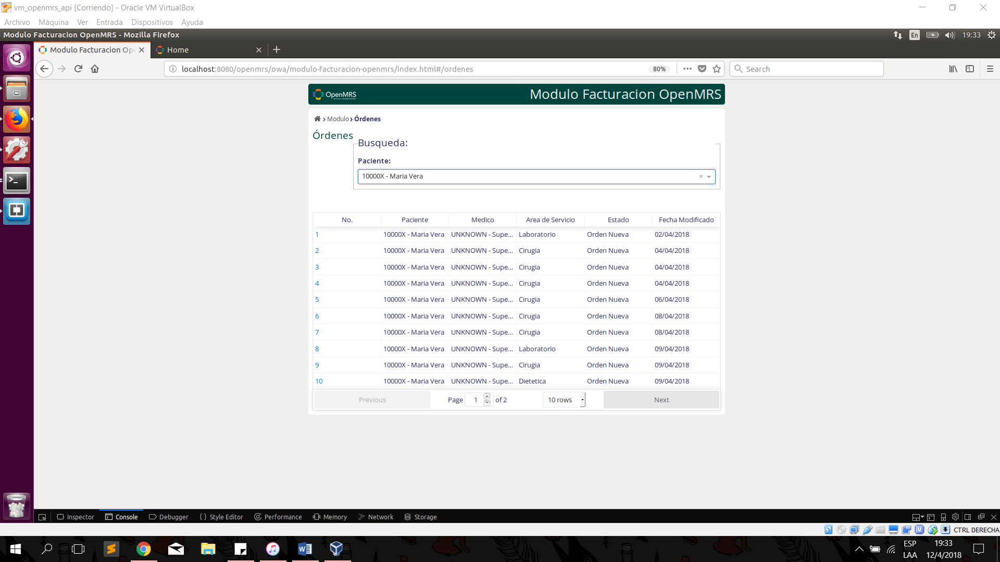 vm_openmrs_api [Corriendo] - Oracle VM VirtualBox
Archivo Máquina Ver Entrada Dispositivos Ayuda
Modulo Facturacion OpenMRS - Mozilla Firefox
En 19:33
Modulo Facturacion Ope
Home
localhost:8080/openmrs/owa/modulo-facturacion-openmrs/index.html#/ordenes
80%
Search
OpenMRS
Modulo Facturacion OpenMRS
Modulo Órdenes
Órdenes
Busqueda:
Paciente:
10000X - Maria Vera
No. Paciente Medico Area de Servicio Estado Fecha Modificado
1 10000X - Maria Vera UNKNOWN - Supe... Laboratorio Orden Nueva 02/04/2018
2 10000X - Maria Vera UNKNOWN - Supe... Cirugia Orden Nueva 04/04/2018
3 10000X - Maria Vera UNKNOWN - Supe... Cirugia Orden Nueva 04/04/2018
4 10000X - Maria Vera UNKNOWN - Supe... Cirugia Orden Nueva 04/04/2018
5 10000X - Maria Vera UNKNOWN - Supe... Cirugia Orden Nueva 06/04/2018
6 10000X - Maria Vera UNKNOWN - Supe... Cirugia Orden Nueva 08/04/2018
7 10000X - Maria Vera UNKNOWN - Supe... Cirugia Orden Nueva 08/04/2018
8 10000X - Maria Vera UNKNOWN - Supe... Laboratorio Orden Nueva 09/04/2018
9 10000X - Maria Vera UNKNOWN - Supe... Cirugia Orden Nueva 09/04/2018
10 10000X - Maria Vera UNKNOWN - Supe... Dietetica Orden Nueva 09/04/2018
Previous Page 1 of 2 10 rows Next
Inspector Console Debugger { } Style Editor Performance Memory Network Storage
CTRL DERECHA
ESP 19:33
LAA 12/4/2018